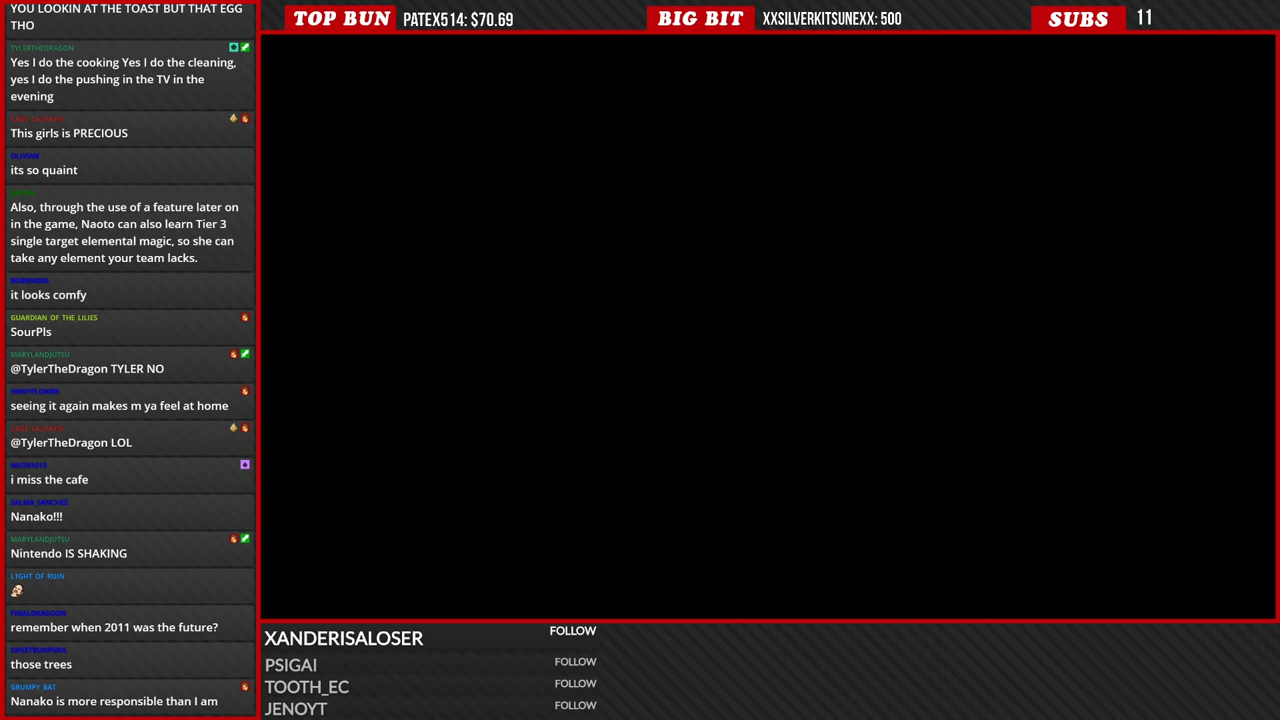 YOU LOOKIN AT THE TOAST BUT THAT EGG
THO
TYLERTHEDRAGON
Yes I do the cooking Yes I do the cleaning,
yes I do the pushing in the TV in the
evening
This girls is PRECIOUS
OLIVIAN
its so quaint
Also, through the use of a feature later on
in the game, Naoto can also learn Tier 3
single target elemental magic, so she can
take any element your team lacks.
it looks comfy
GUARDIAN OF THE LILIES
SourPls
MARYLANDJUTSU
@TylerTheDragon TYLER NO
seeing it again makes m ya feel at home
@TylerTheDragon LOL
i miss the cafe
SALMA SANCHEZ
Nanako!!!
MARYLANDJUTSU
Nintendo IS SHAKING
L1GHT OF RUIN
FINALDRAGOON
remember when 2011 was the future?
those trees
GRUMPY BAT
Nanako is more responsible than I am
TOP BUN PATEX514: $70.69
BIG BIT XXSILVERKITSUNEXX: 500
SUBS 11
XANDERISALOSER FOLLOW
PSIGAI FOLLOW
TOOTH_EC FOLLOW
JENOYT FOLLOW